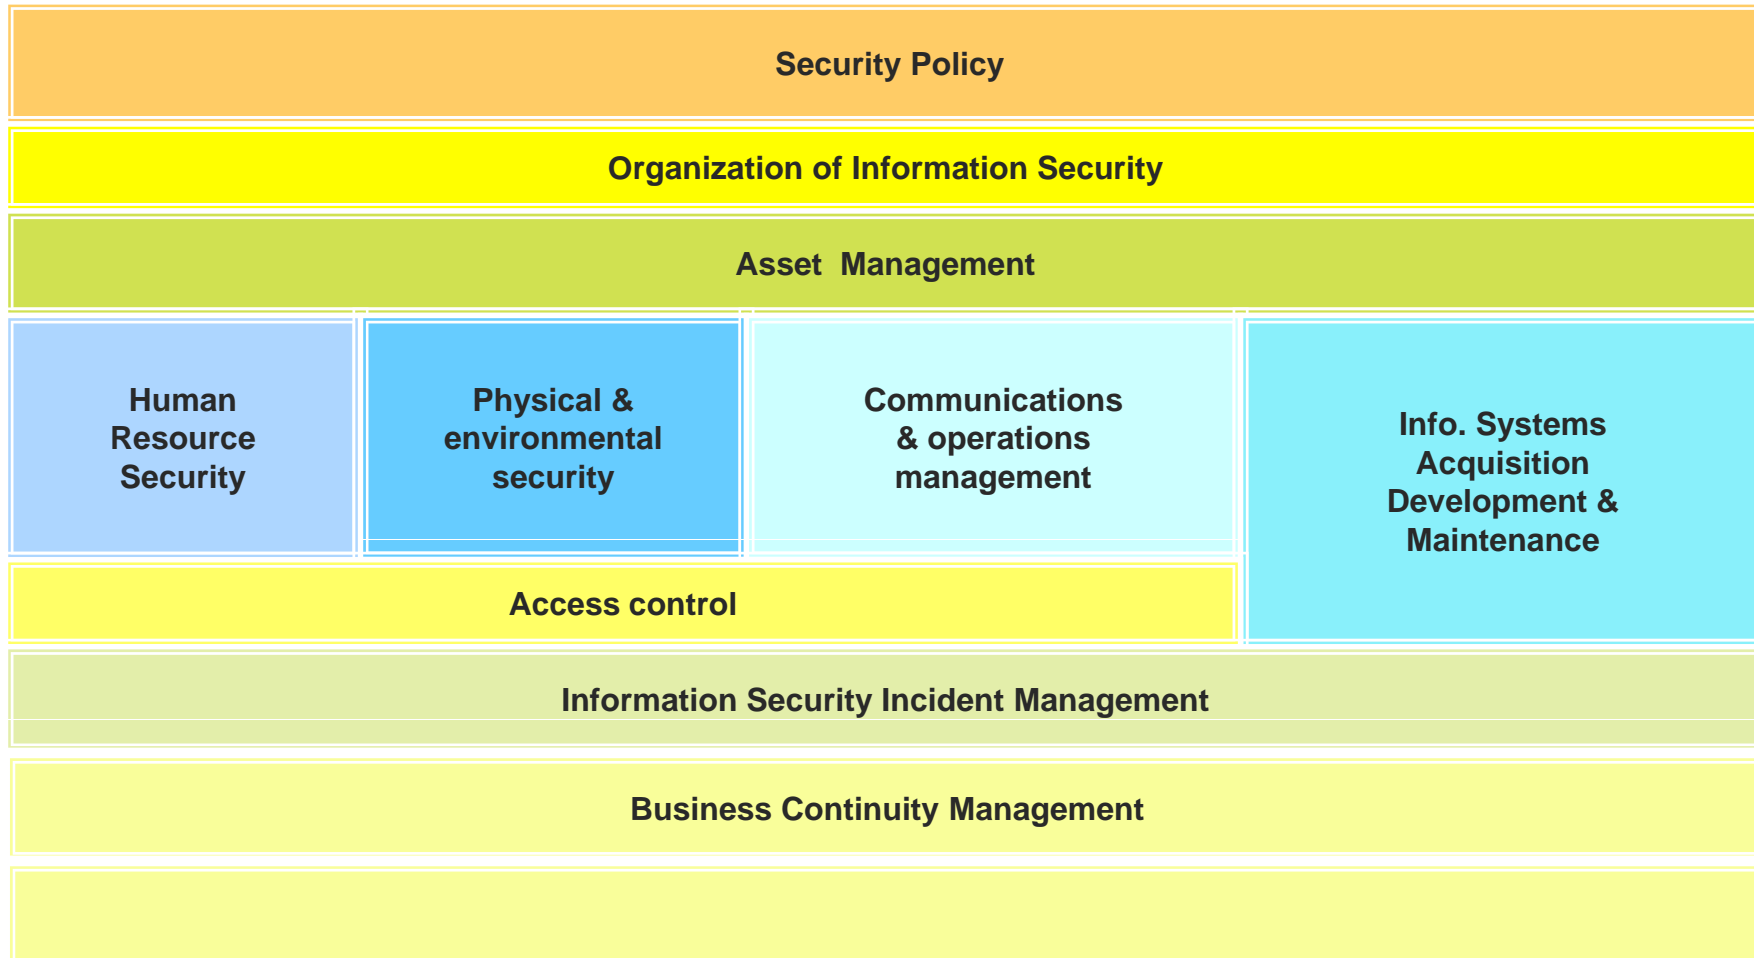 Security Policy
Organization of Information Security
Asset  Management
Human
Resource
Security
Physical &
environmental
security
Communications
& operations
management
Info. Systems
Acquisition
Development &
Maintenance
Access control
Information Security Incident Management
Business Continuity Management